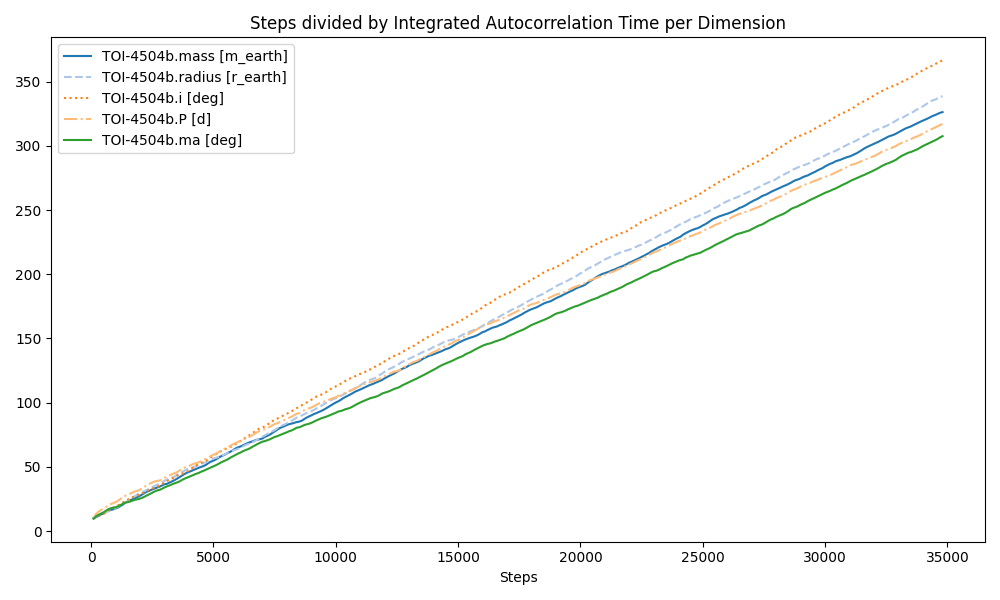 Steps divided by Integrated Autocorrelation Time per Dimension
TOI-4504b.mass [m_earth]
TOI-4504b.radius [r_earth]
TOI-4504b.i [deg]
TOI-4504b.P [d]
TOI-4504b.ma [deg]
350
300
250
200
150
100
50
0
0 5000 10000 15000 20000 25000 30000 35000
Steps